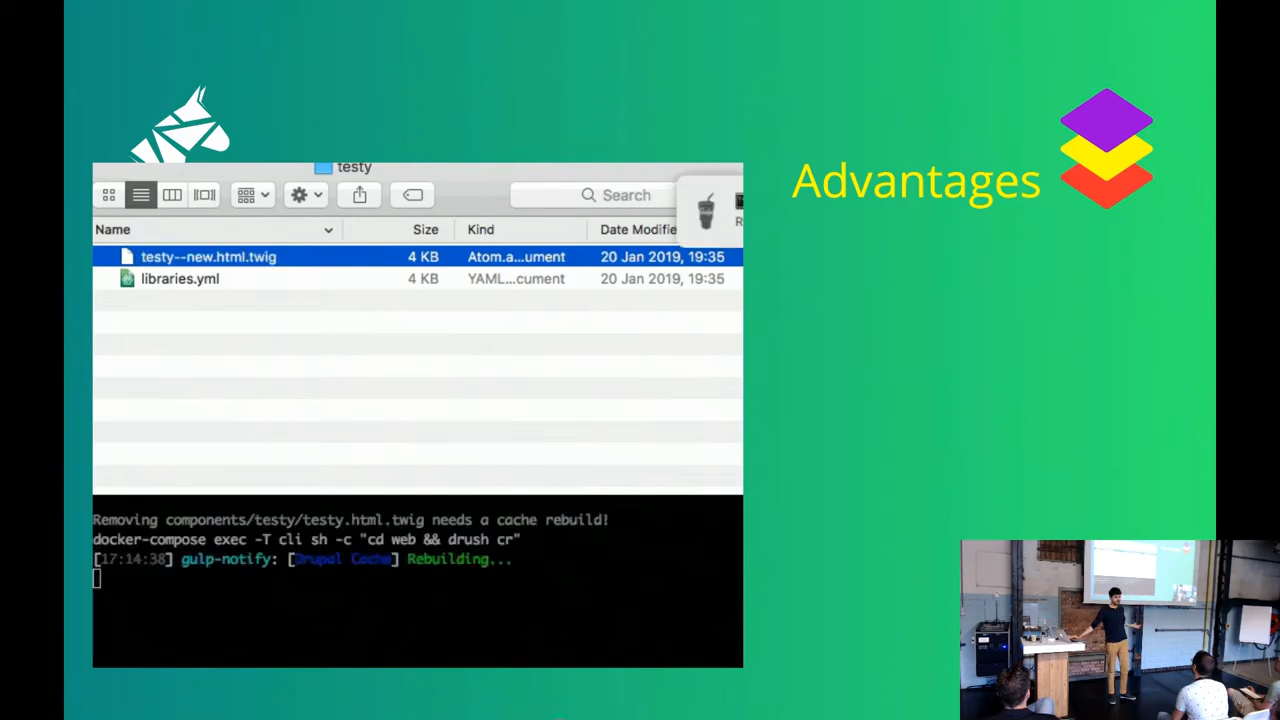 testy
Search
Advantages
Name Size Kind Date Modifie
testy--new.html.twig 4 KB Atom.a...ument 20 Jan 2019, 19:35
libraries.yml 4 KB YAML...cument 20 Jan 2019, 19:35
Removing components/testy/testy.html.twig needs a cache rebuild!
docker-compose exec -T cli sh -c "cd web && drush cr"
[17:14:38] gulp-notify: [Drupal Cache] Rebuilding...